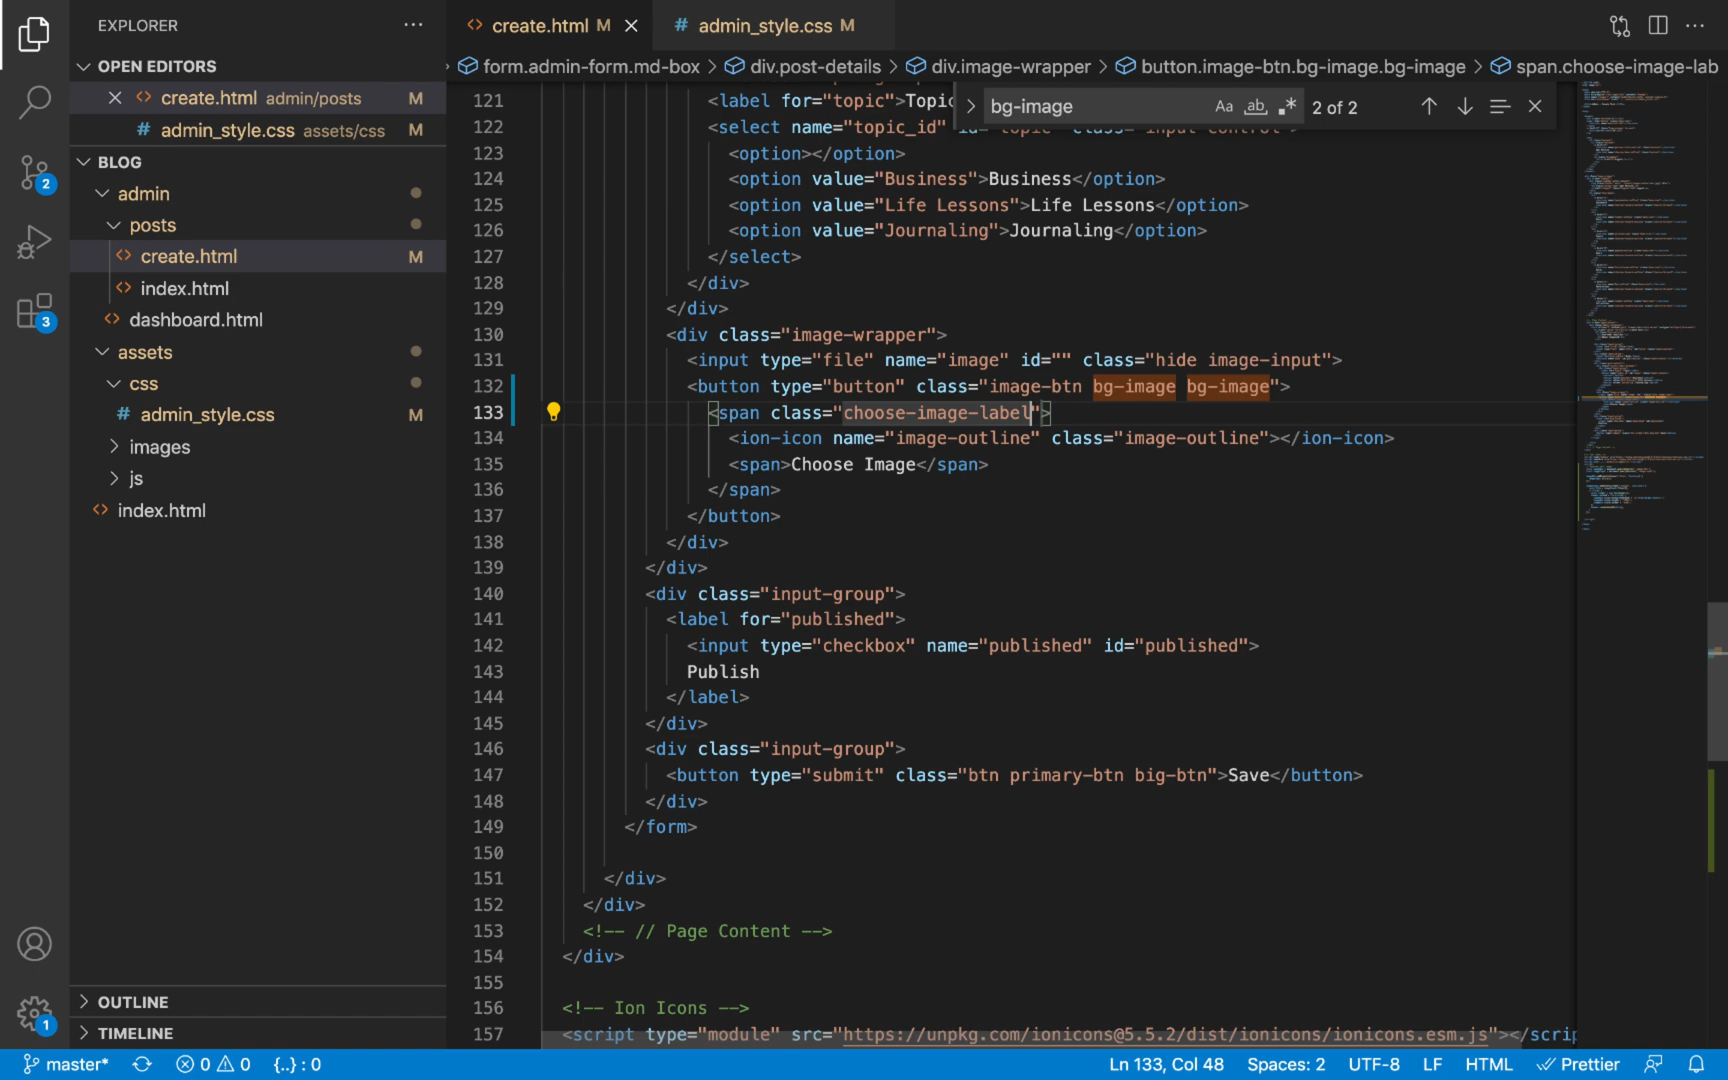 EXPLORER
OPEN EDITORS
create.html admin/posts M
admin_style.css assets/css M
BLOG
admin
posts
create.html M
index.html
dashboard.html
assets
css
admin_style.css M
images
js
index.html
OUTLINE
TIMELINE
2
3
1
create.html M
admin_style.css M
form.admin-form.md-box > div.post-details > div.image-wrapper > button.image-btn.bg-image.bg-image > span.choose-image-lab
bg-image Aa ab 2 of 2
121 <label for="topic">Topic
122 <select name="topic_id"
123 <option></option>
124 <option value="Business">Business</option>
125 <option value="Life Lessons">Life Lessons</option>
126 <option value="Journaling">Journaling</option>
127 </select>
128 </div>
129 </div>
130 <div class="image-wrapper">
131 <input type="file" name="image" id="" class="hide image-input">
132 <button type="button" class="image-btn bg-image bg-image">
133 <span class="choose-image-label">
134 <ion-icon name="image-outline" class="image-outline"></ion-icon>
135 <span>Choose Image</span>
136 </span>
137 </button>
138 </div>
139 </div>
140 <div class="input-group">
141 <label for="published">
142 <input type="checkbox" name="published" id="published">
143 Publish
144 </label>
145 </div>
146 <div class="input-group">
147 <button type="submit" class="btn primary-btn big-btn">Save</button>
148 </div>
149 </form>
150
151 </div>
152 </div>
153 <!-- // Page Content -->
154 </div>
155
156 <!-- Ion Icons -->
157 <script type="module" src="https://unpkg.com/ionicons@5.5.2/dist/ionicons/ionicons.esm.js"></scrip
master* 0 0 {..} : 0 Ln 133, Col 48 Spaces: 2 UTF-8 LF HTML Prettier